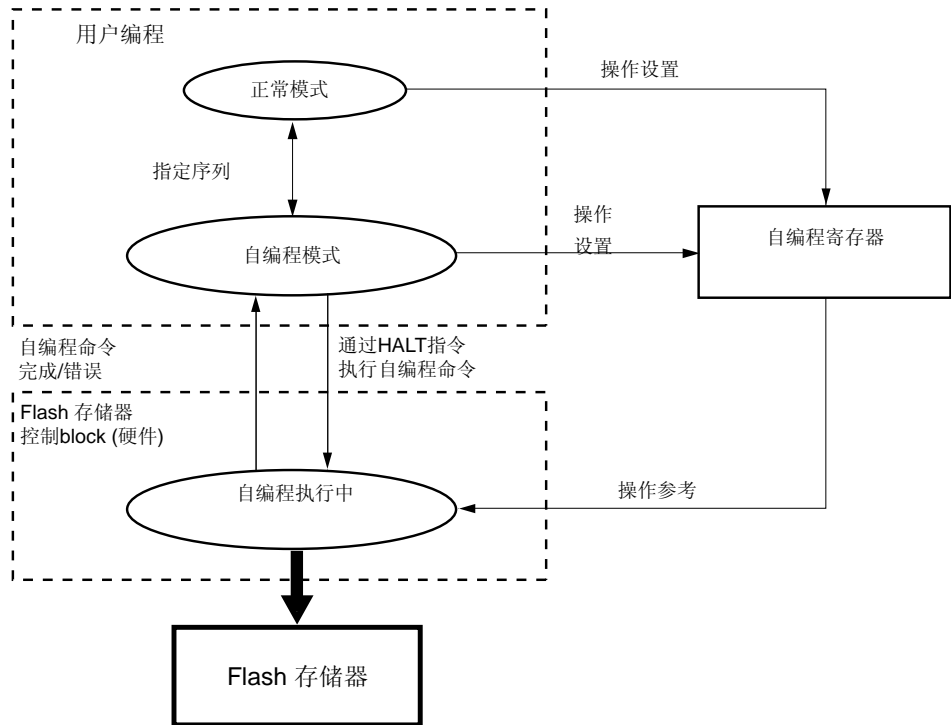 用户编程
正常模式
操作设置
指定序列
操作
设置
自编程模式
自编程寄存器
自编程命令
完成/错误
通过HALT指令
执行自编程命令
Flash 存储器
控制block (硬件)
自编程执行中
操作参考
Flash 存储器